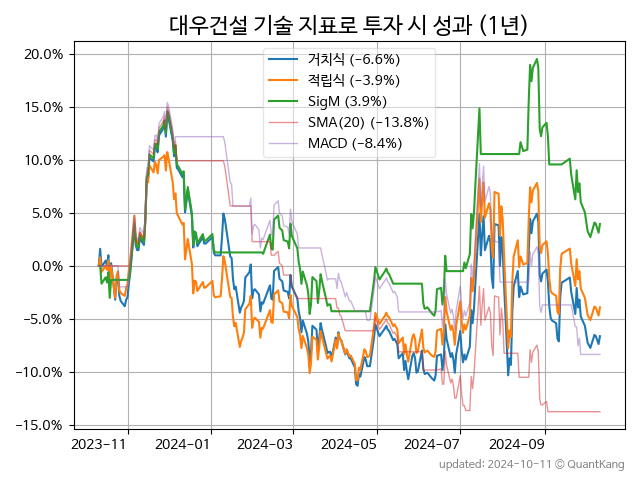 대우건설 기술 지표로 투자 시 성과 (1년)
거치식 (−6.6%)
적립식 (−3.9%)
SigM (3.9%)
SMA(20) (−13.8%)
MACD (−8.4%)
20.0%
15.0%
10.0%
5.0%
0.0%
−5.0%
−10.0%
−15.0%
2023-11 2024-01 2024-03 2024-05 2024-07 2024-09
updated: 2024-10-11 © QuantKang